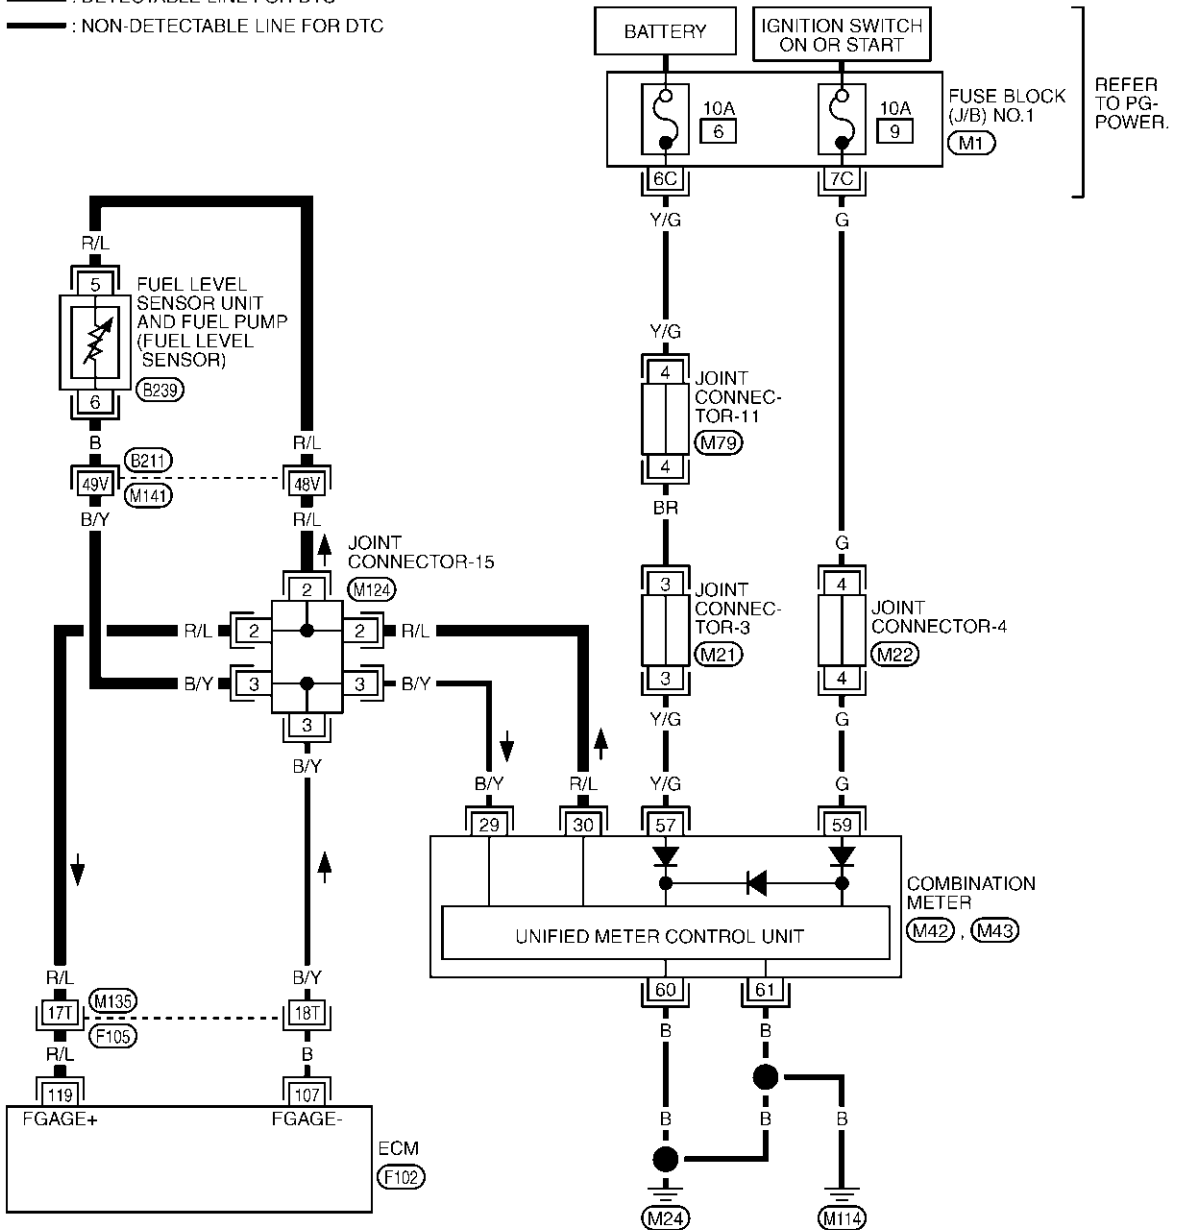 : DETECTABLE LINE FOR DTC
: NON-DETECTABLE LINE FOR DTC
BATTERY
IGNITION SWITCH
ON OR START
REFER
TO PG-
POWER.
10A
6
10A
9
FUSE BLOCK
(J/B) NO.1
M1
6C
7C
Y/G
G
R/L
5
FUEL LEVEL
SENSOR UNIT
AND FUEL PUMP
(FUEL LEVEL
SENSOR)
B239
6
B
R/L
B211
49V
M141
48V
B/Y
R/L
Y/G
4
JOINT
CONNEC-
TOR-11
M79
4
BR
G
JOINT
CONNECTOR-15
M124
2
R/L
2
2
R/L
B/Y
3
3
B/Y
3
B/Y
3
JOINT
CONNEC-
TOR-3
M21
3
4
JOINT
CONNECTOR-4
M22
4
Y/G
G
B/Y
R/L
Y/G
G
29
30
57
59
COMBINATION
METER
M42 , M43
UNIFIED METER CONTROL UNIT
60
61
R/L
B/Y
17T
M135
F105
18T
R/L
B
B
B
119
107
FGAGE+
FGAGE-
ECM
F102
B
B
B
M24
M114